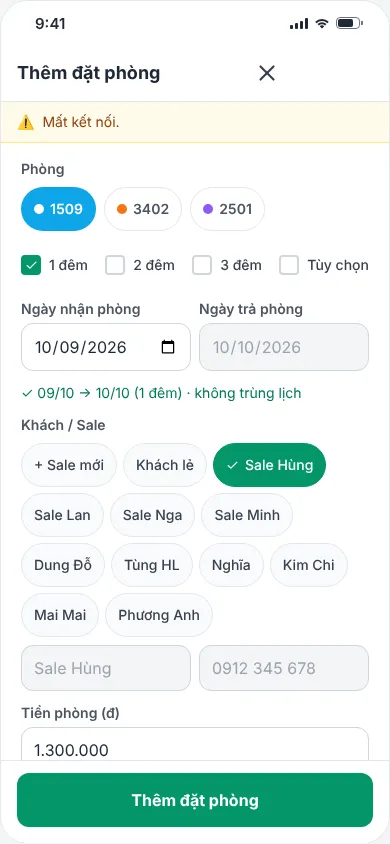 9:41
Thêm đặt phòng
⚠️ Mất kết nối.
Phòng
1509 3402 2501
1 đêm 2 đêm 3 đêm Tùy chọn
Ngày nhận phòng Ngày trả phòng
10/09/2026 10/10/2026
✓ 09/10 → 10/10 (1 đêm) · không trùng lịch
Khách / Sale
+ Sale mới Khách lẻ ✓ Sale Hùng
Sale Lan Sale Nga Sale Minh
Dung Đỗ Tùng HL Nghĩa Kim Chi
Mai Mai Phương Anh
Sale Hùng 0912 345 678
Tiền phòng (đ)
1.300.000
Thêm đặt phòng